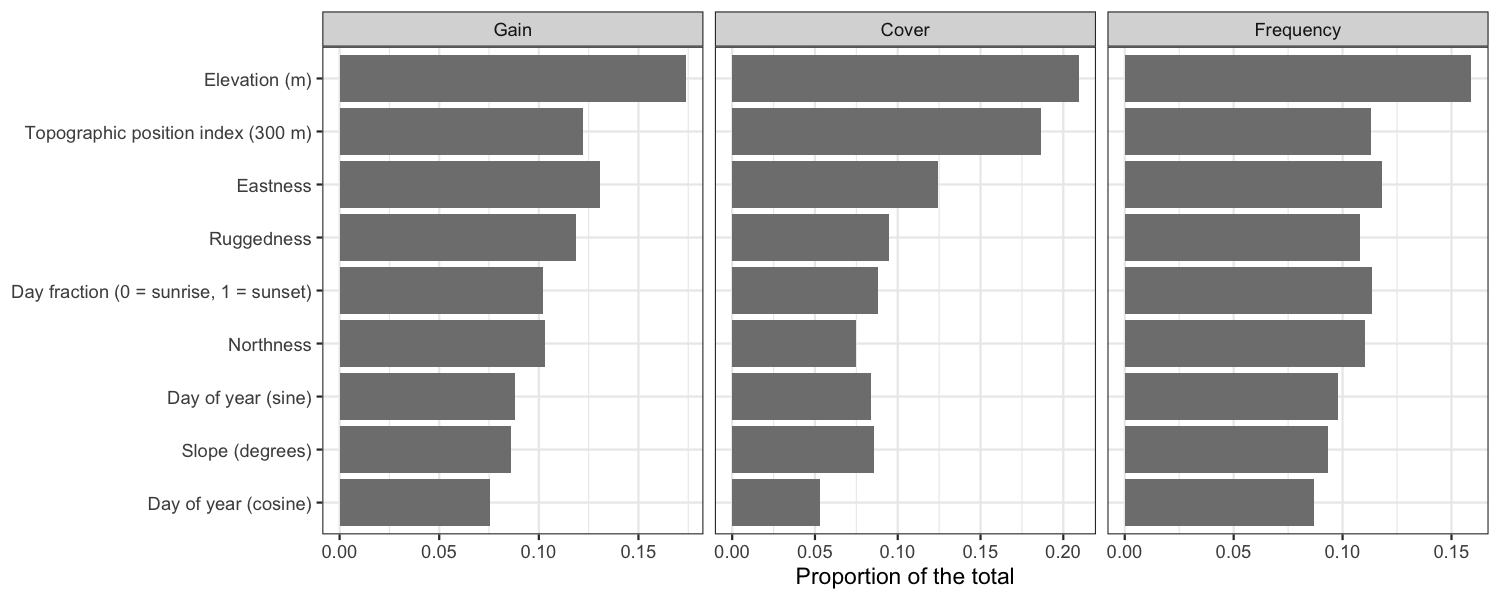 Gain
Cover
Frequency
Elevation (m)
Topographic position index (300 m)
Eastness
Ruggedness
Day fraction (0 = sunrise, 1 = sunset)
Northness
Day of year (sine)
Slope (degrees)
Day of year (cosine)
0.00 0.05 0.10 0.15
0.00 0.05 0.10 0.15 0.20
0.00 0.05 0.10 0.15
Proportion of the total